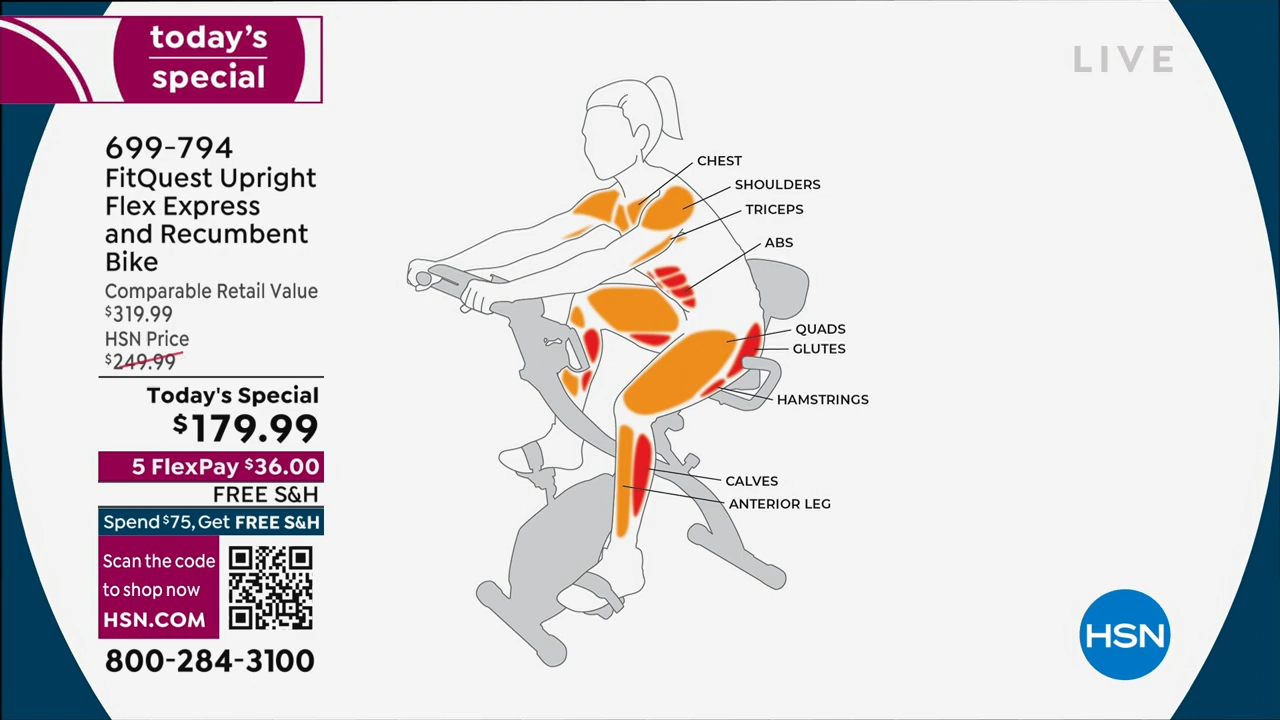 today's
special
LIVE
699-794
FitQuest Upright
Flex Express
and Recumbent
Bike
Comparable Retail Value
$319.99
HSN Price
$249.99
Today's Special
$179.99
5 FlexPay $36.00
FREE S&H
Spend $75, Get FREE S&H
Scan the code
to shop now
HSN.COM
800-284-3100
CHEST
SHOULDERS
TRICEPS
ABS
QUADS
GLUTES
HAMSTRINGS
CALVES
ANTERIOR LEG
HSN